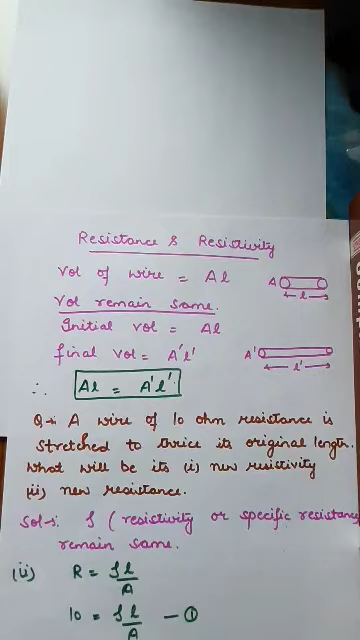 Resistance & Resistivity
Vol of wire = Al
A
l
Vol remain same.
Initial vol = Al
final vol = A'l'
A'
l'
∴ Al = A'l'
Q→ A wire of 10 ohm resistance is
stretched to thrice its original length.
What will be its (i) new resistivity
(ii) new resistance.
Sol→: ρ (resistivity or specific resistance
remain same.
(ii) R = ρl/A
10 = ρl/A — ①